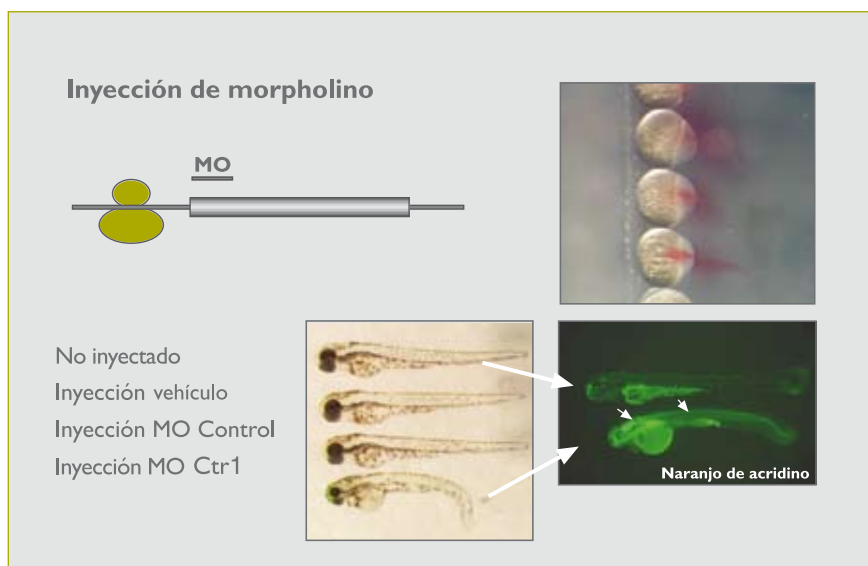 Inyección de morpholino
MO
No inyectado
Inyección vehículo
Inyección MO Control
Inyección MO Ctr1
Naranjo de acridino